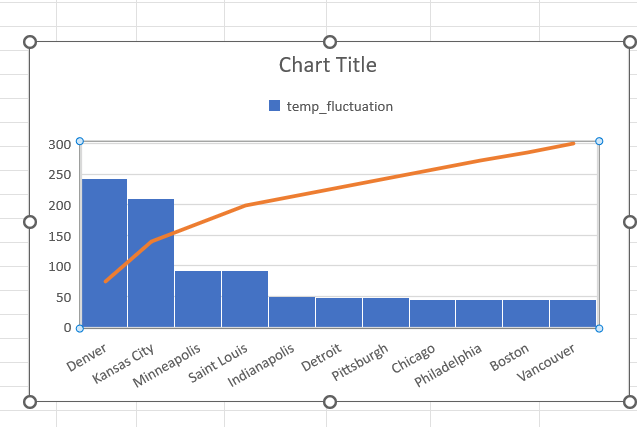 Chart Title
temp_fluctuation
300
250
200
150
100
50
0
Denver
Kansas City
Minneapolis
Saint Louis
Indianapolis
Detroit
Pittsburgh
Chicago
Philadelphia
Boston
Vancouver